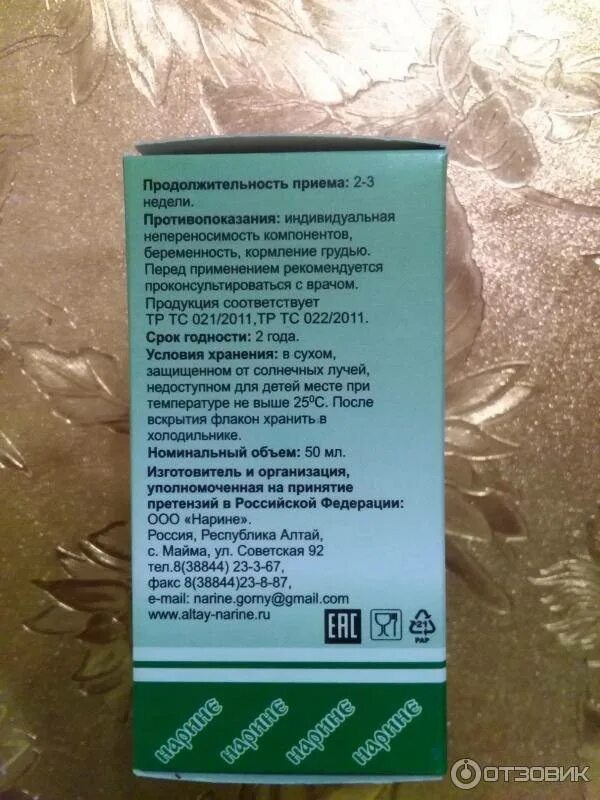 Продолжительность приема: 2-3
недели.
Противопоказания: индивидуальная
непереносимость компонентов,
беременность, кормление грудью.
Перед применением рекомендуется
проконсультироваться с врачом.
Продукция соответствует
ТР ТС 021/2011,ТР ТС 022/2011.
Срок годности: 2 года.
Условия хранения: в сухом,
защищенном от солнечных лучей,
недоступном для детей месте при
температуре не выше 25⁰С. После
вскрытия флакон хранить в
холодильнике.
Номинальный объем: 50 мл.
Изготовитель и организация,
уполномоченная на принятие
претензий в Российской Федерации:
ООО «Нарине».
Россия, Республика Алтай,
с. Майма, ул. Советская 92
тел.8(38844) 23-3-67,
факс 8(38844)23-8-87,
e-mail: narine.gorny@gmail.com
www.altay-narine.ru
EAC
21
PAP
нарине нарине нарине нарине
ОТЗОВИК